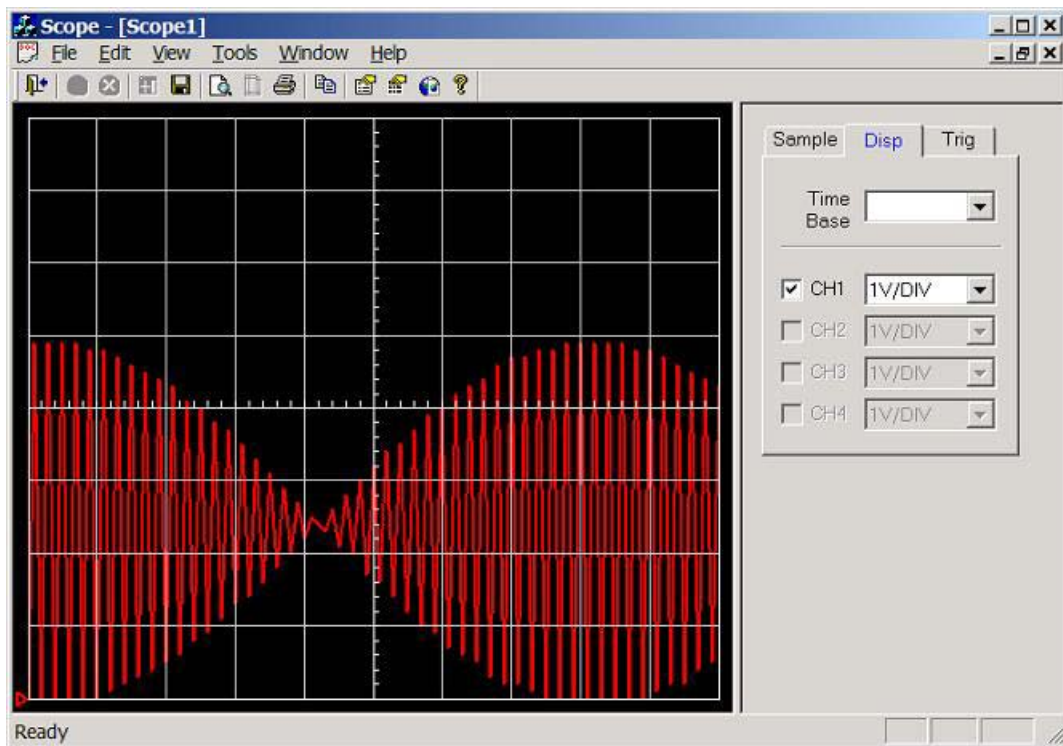 Scope - [Scope1]
File Edit View Tools Window Help
Sample Disp Trig
Time
Base
CH1 1V/DIV
CH2 1V/DIV
CH3 1V/DIV
CH4 1V/DIV
Ready